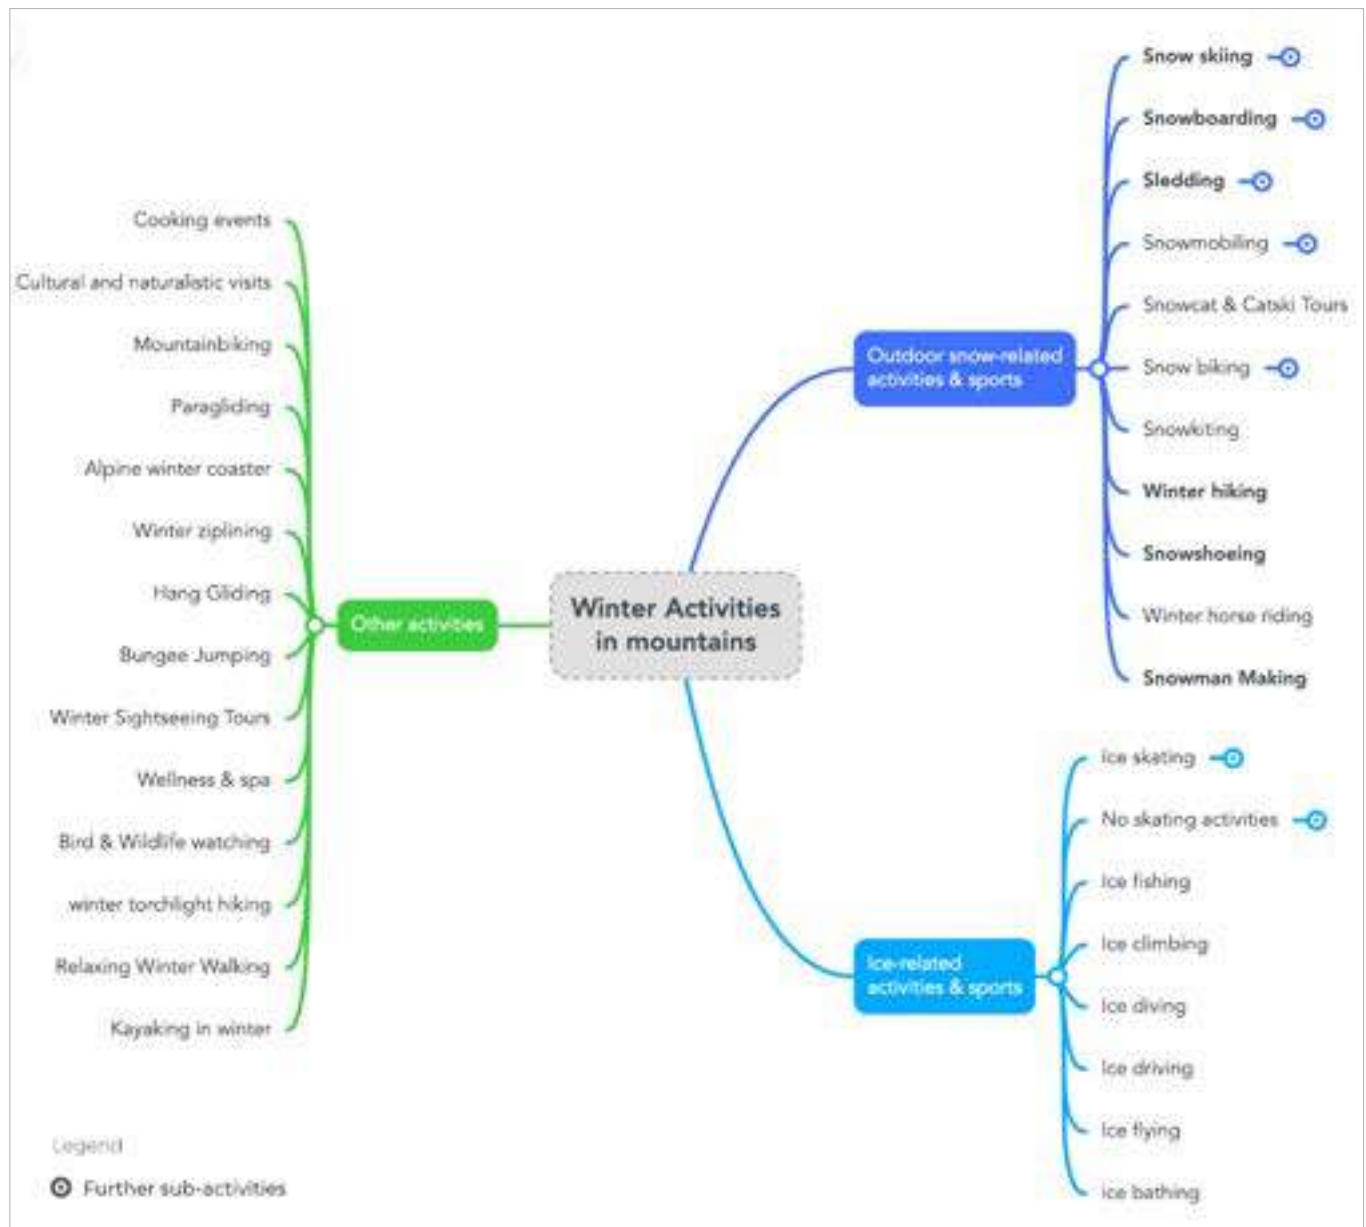 Winter Activities
in mountains
Outdoor snow-related
activities & sports
Snow skiing
Snowboarding
Sledding
Snowmobiling
Snowcat & Catski Tours
Snow biking
Snowkiting
Winter hiking
Snowshoeing
Winter horse riding
Snowman Making
Ice-related
activities & sports
Ice skating
No skating activities
Ice fishing
Ice climbing
Ice diving
Ice driving
Ice flying
ice bathing
Other activities
Cooking events
Cultural and naturalistic visits
Mountainbiking
Paragliding
Alpine winter coaster
Winter ziplining
Hang Gliding
Bungee Jumping
Winter Sightseeing Tours
Wellness & spa
Bird & Wildlife watching
winter torchlight hiking
Relaxing Winter Walking
Kayaking in winter
Legend
Further sub-activities